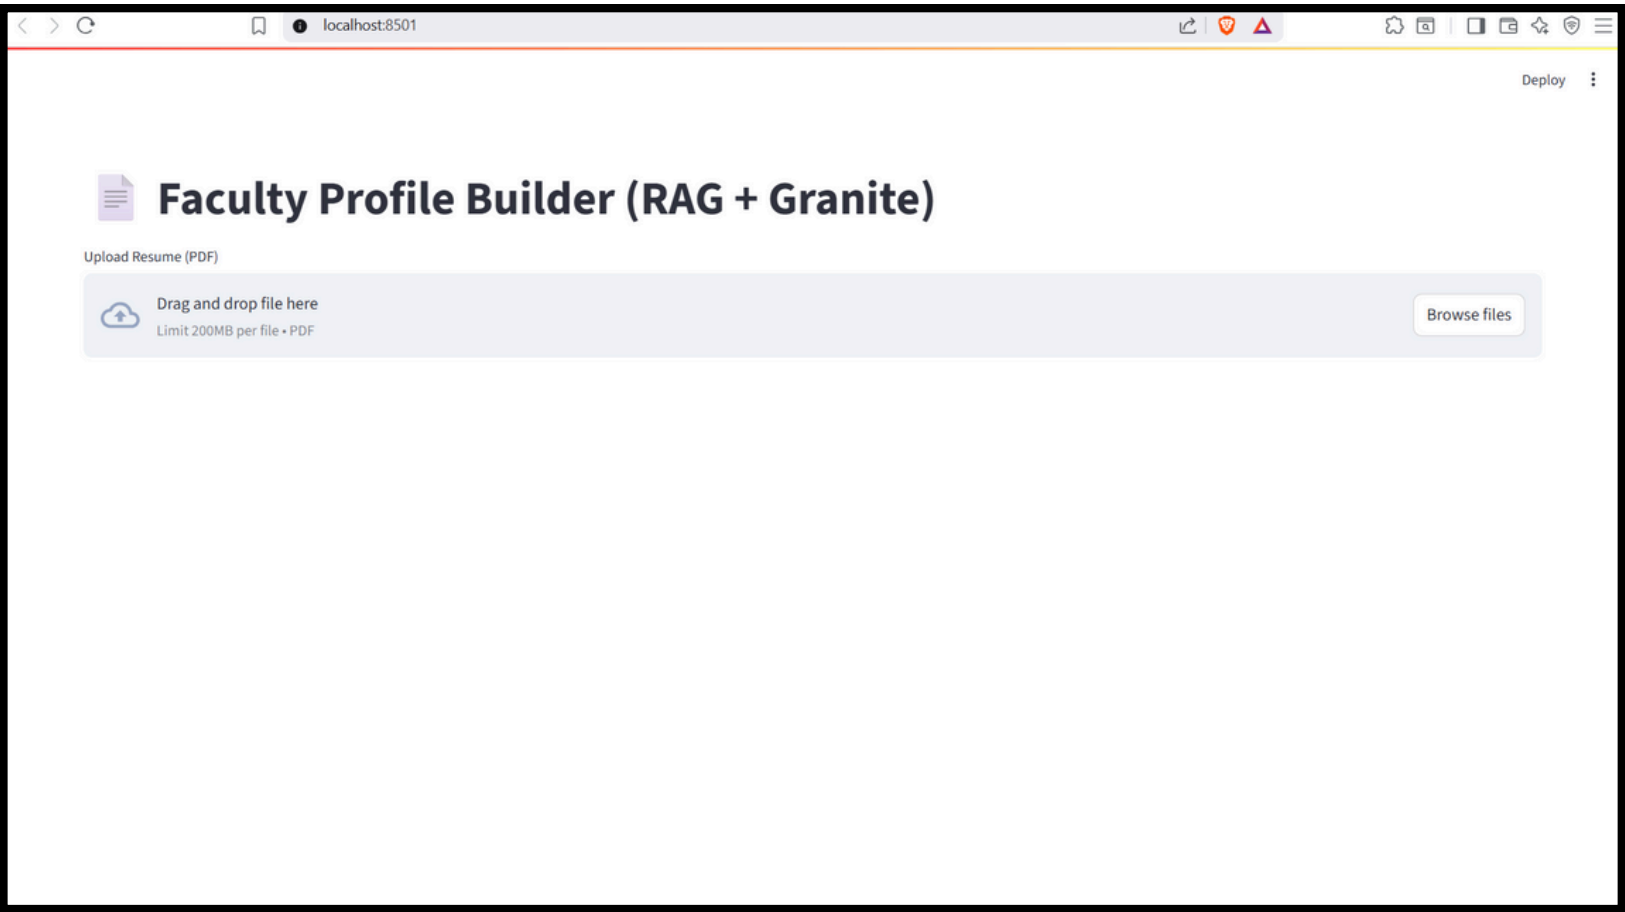 localhost:8501
Deploy
Faculty Profile Builder (RAG + Granite)
Upload Resume (PDF)
Drag and drop file here
Limit 200MB per file • PDF
Browse files